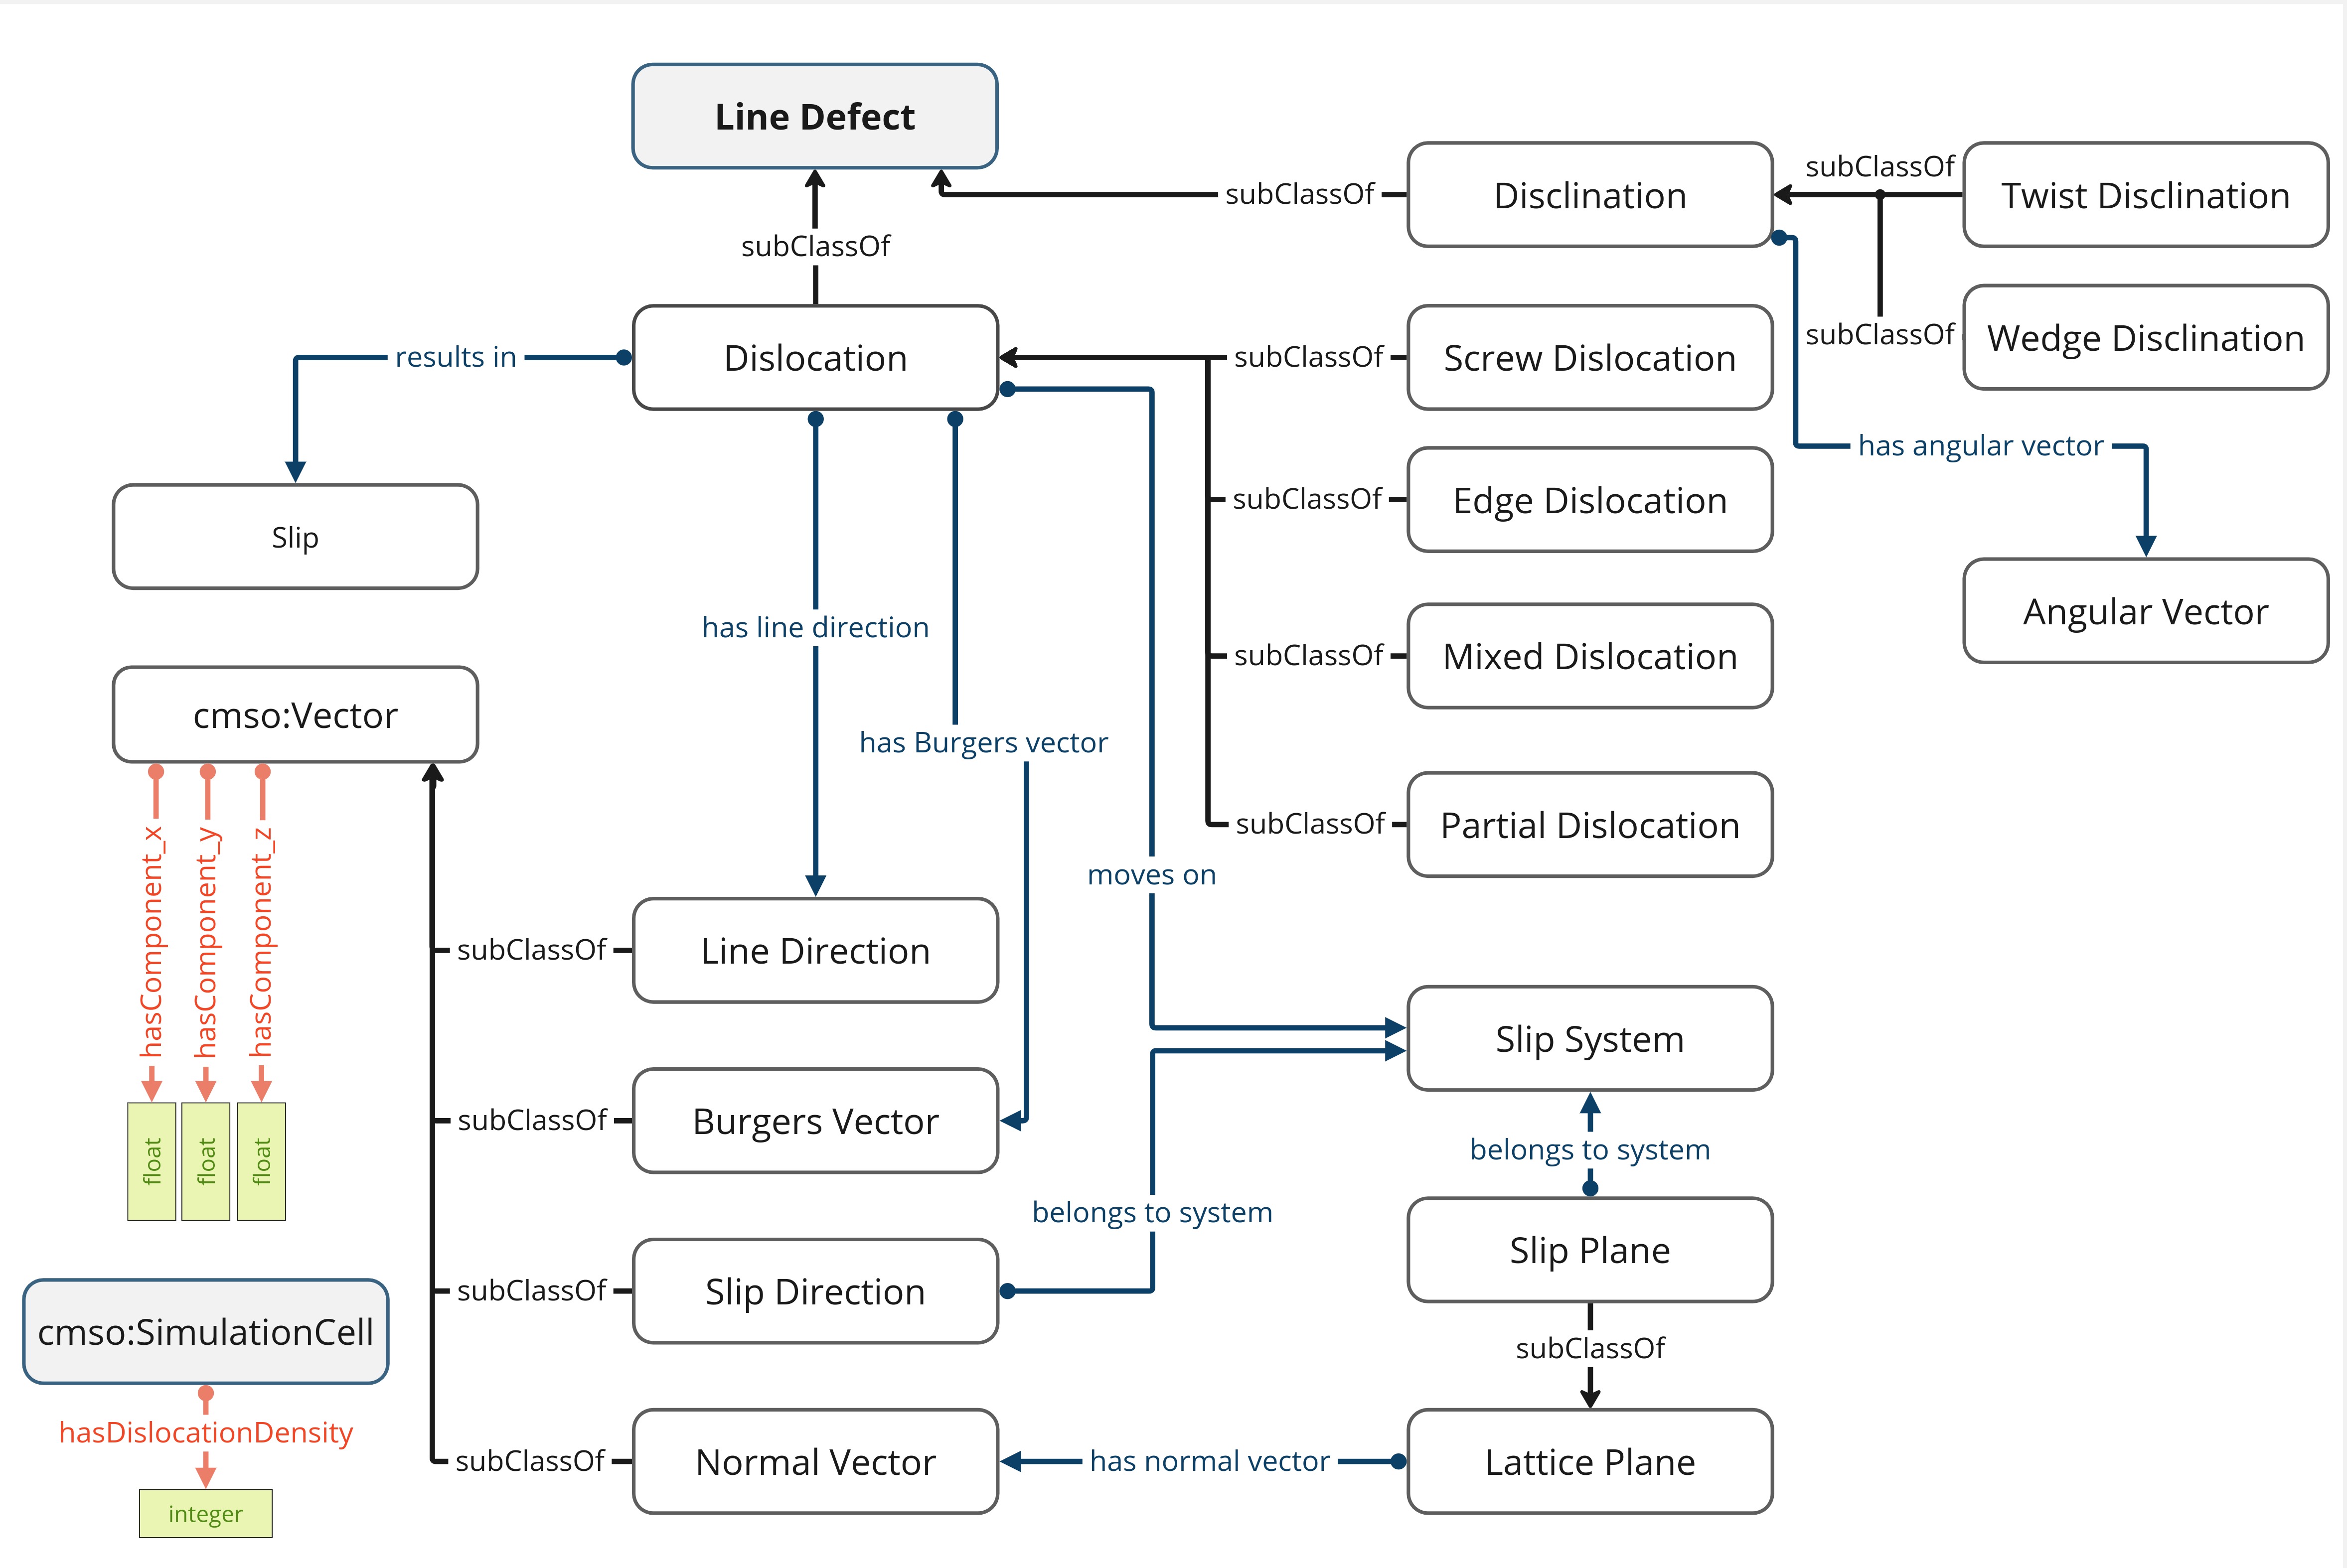 Line Defect
subClassOf
Disclination
subClassOf
Twist Disclination
subClassOf
Wedge Disclination
subClassOf
results in
Dislocation
subClassOf
Screw Dislocation
has angular vector
Angular Vector
subClassOf
Edge Dislocation
Slip
has line direction
subClassOf
Mixed Dislocation
cmso:Vector
has Burgers vector
subClassOf
Partial Dislocation
hasComponent_x
hasComponent_y
hasComponent_z
moves on
subClassOf
Line Direction
Slip System
float
float
float
subClassOf
Burgers Vector
belongs to system
belongs to system
Slip Plane
subClassOf
Slip Direction
cmso:SimulationCell
subClassOf
hasDislocationDensity
subClassOf
Normal Vector
has normal vector
Lattice Plane
integer